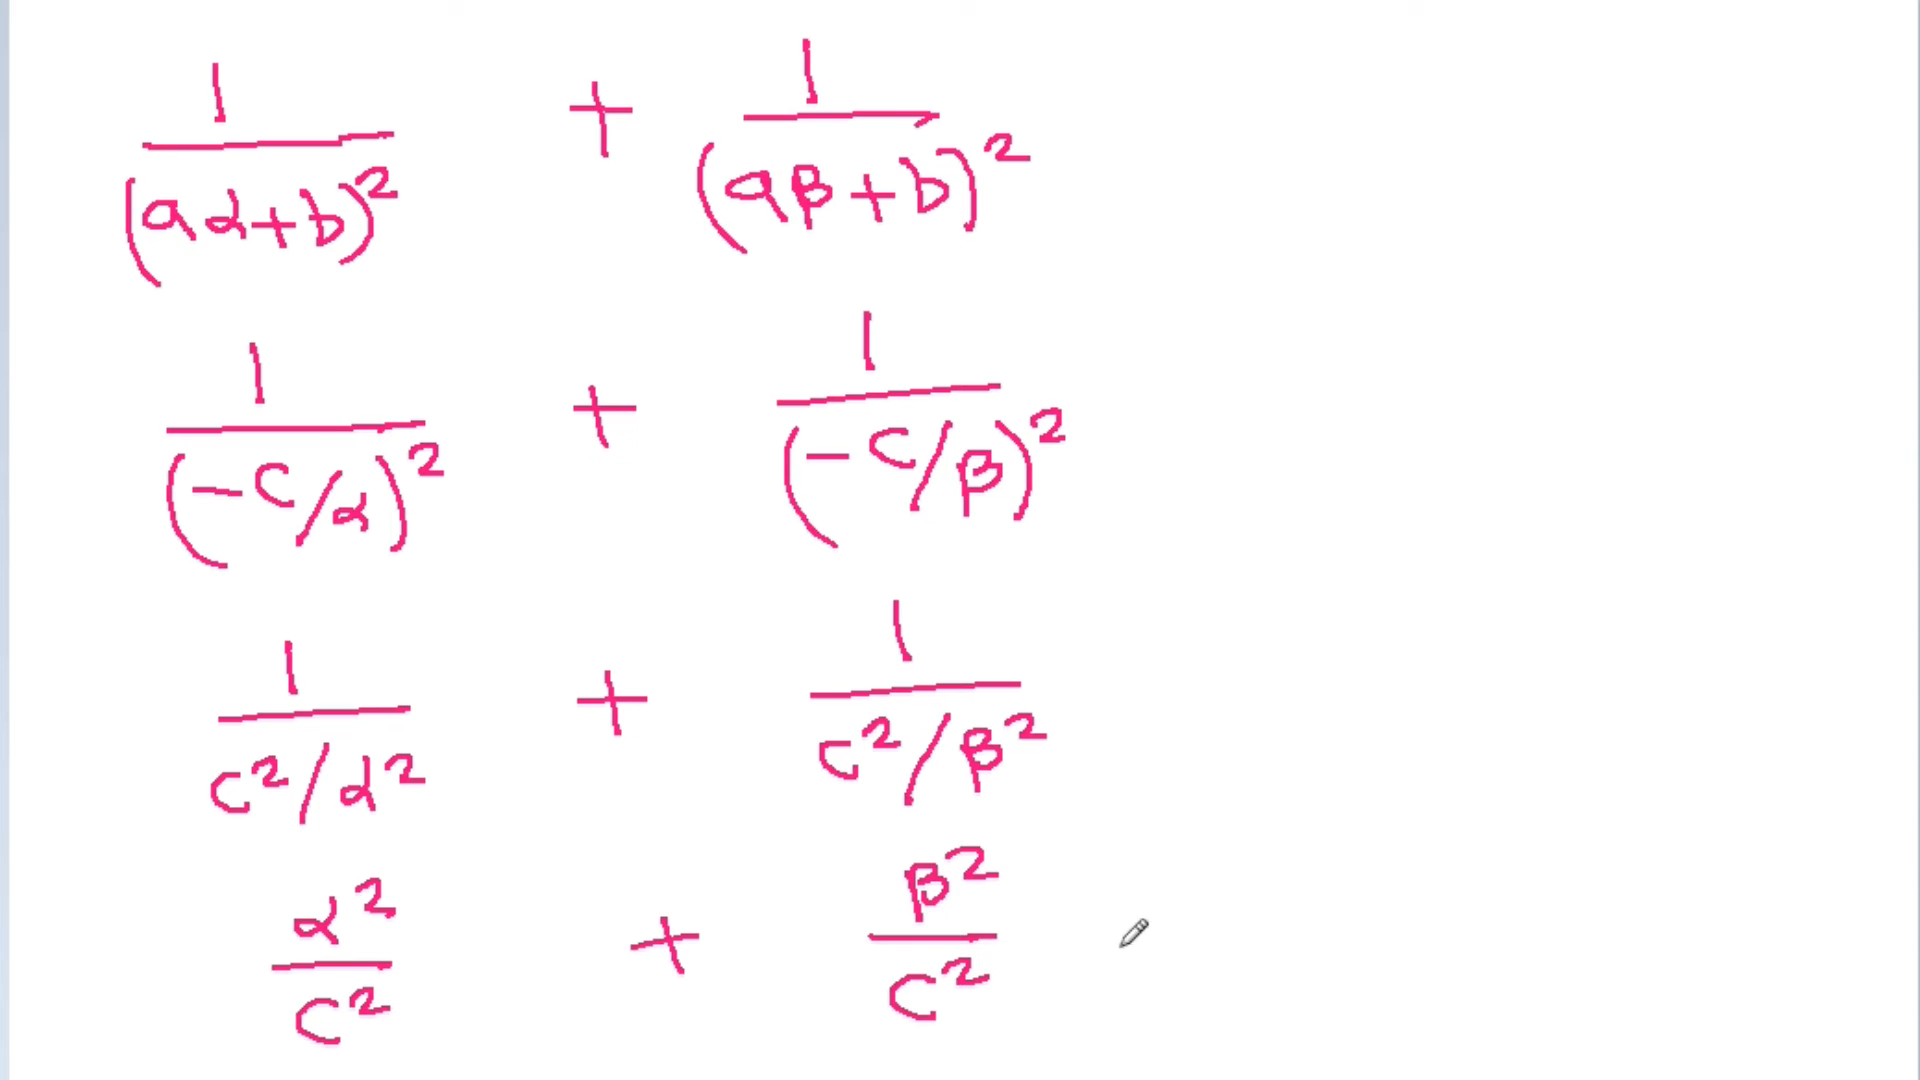 1/(aα+b)² + 1/(aβ+b)²
1/(-C/α)² + 1/(-C/β)²
1/(C²/α²) + 1/(C²/β²)
α²/C² + β²/C²